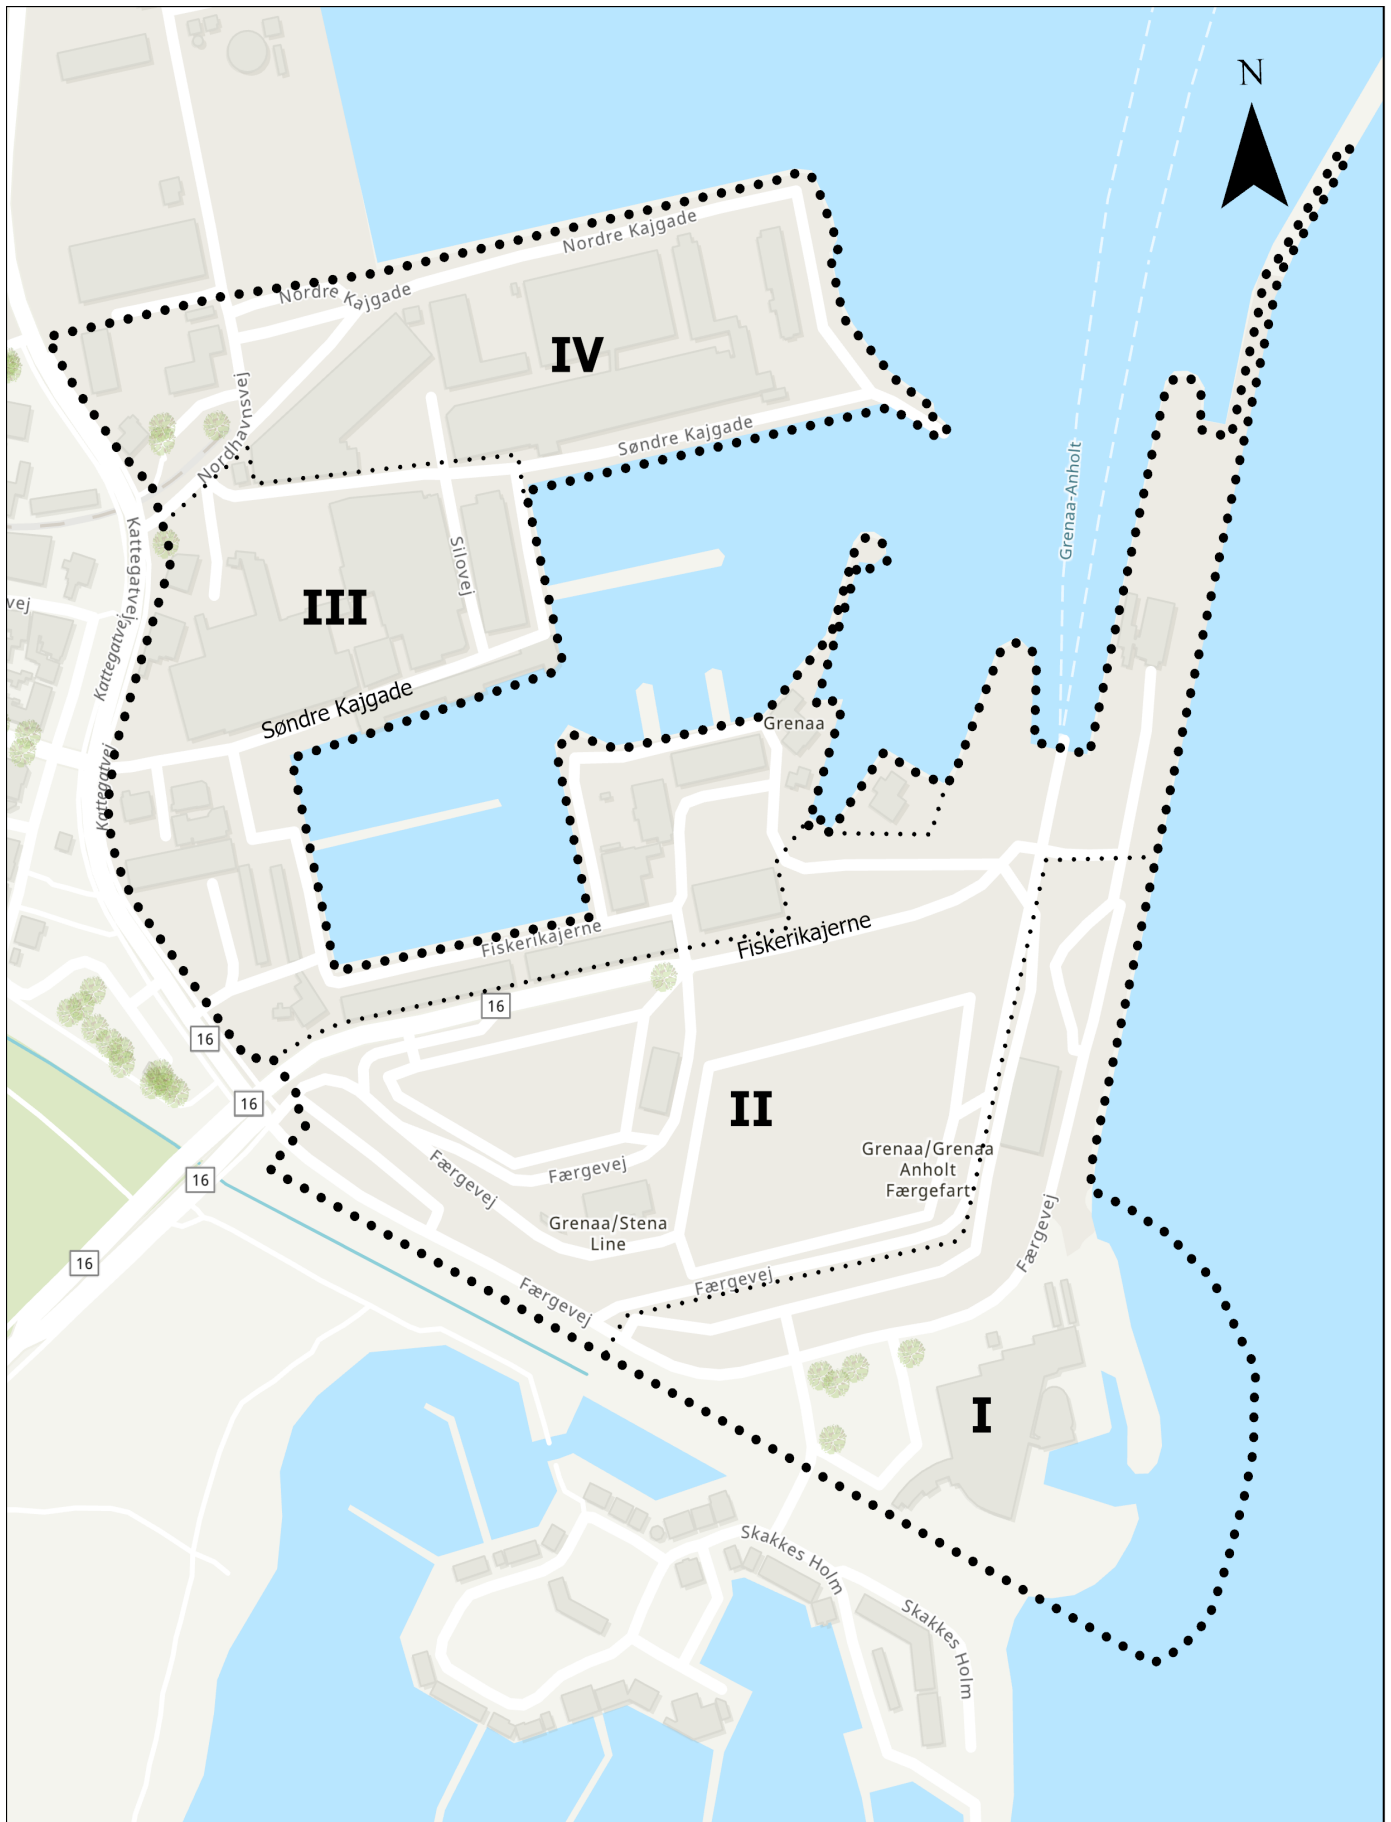 N
Nordre Kajgade
Nordre Kajgade
IV
Nordhavnsvej
Søndre Kajgade
Grenaa-Anholt
Kattegatvej
Silovej
vej
III
Kattegatvej
Søndre Kajgade
Grenaa
Kattegatvej
Fiskerikajerne
Fiskerikajerne
16
16
16
II
Grenaa/Grenaa
Anholt
Færgefart
Færgevej
Færgevej
16
Grenaa/Stena
Line
Færgevej
16
Færgevej
Færgevej
I
Skakkes Holm
Skakkes Holm